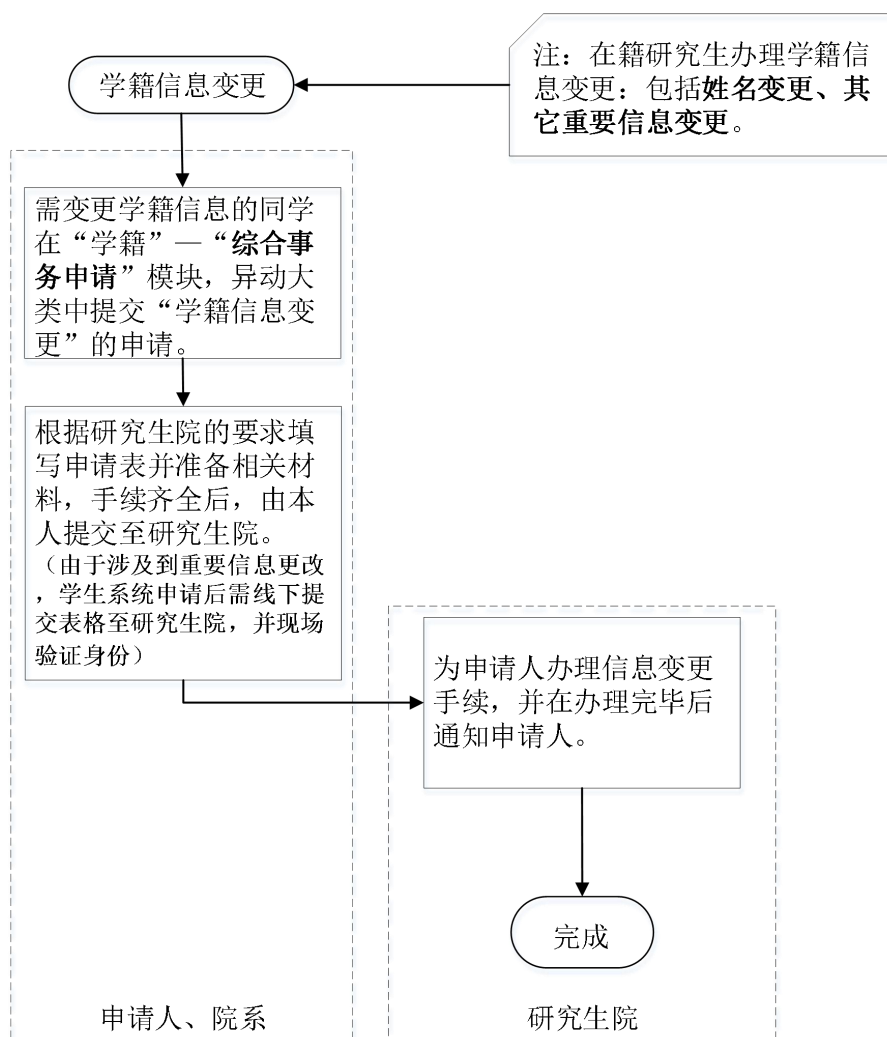 学籍信息变更
注：在籍研究生办理学籍信
息变更：包括姓名变更、其
它重要信息变更。
需变更学籍信息的同学
在“学籍”—“综合事
务申请”模块，异动大
类中提交“学籍信息变
更”的申请。
根据研究生院的要求填
写申请表并准备相关材
料，手续齐全后，由本
人提交至研究生院。
（由于涉及到重要信息更改
，学生系统申请后需线下提
交表格至研究生院，并现场
验证身份）
为申请人办理信息变更
手续，并在办理完毕后
通知申请人。
完成
申请人、院系
研究生院